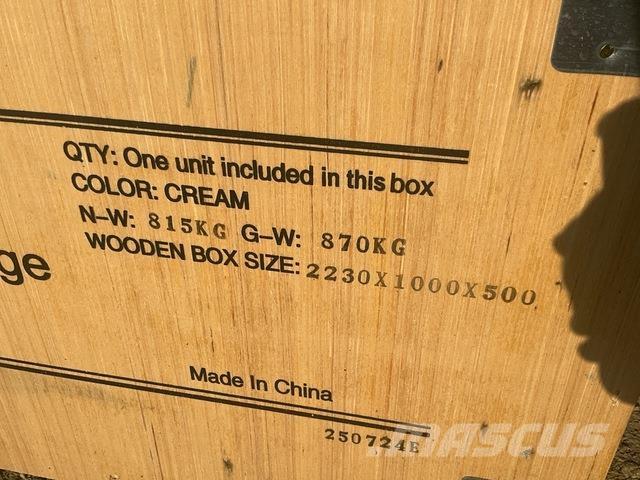 QTY: One unit included in this box
COLOR: CREAM
N–W: 815KG G–W: 870KG
WOODEN BOX SIZE: 2230X1000X500
ge
Made In China
250724E
MASCUS